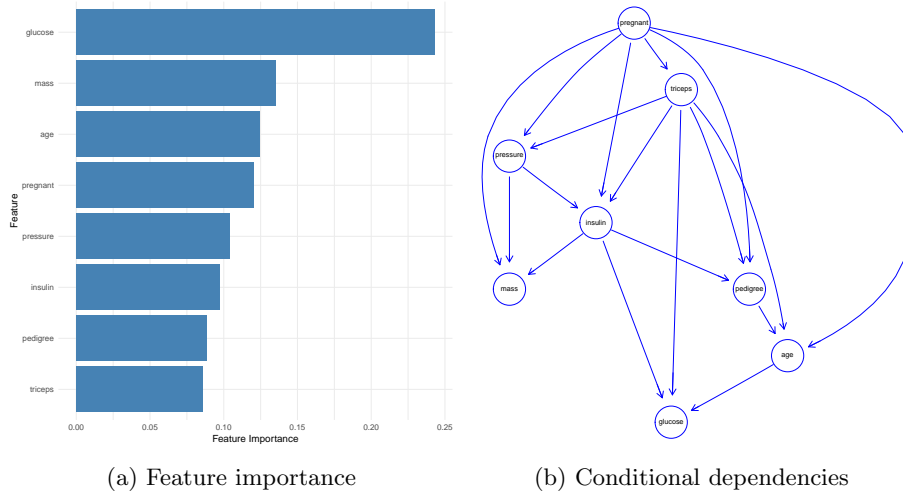 glucose
mass
age
pregnant
pressure
insulin
pedigree
triceps
Feature
0.00 0.05 0.10 0.15 0.20 0.25
Feature Importance
(a) Feature importance
pregnant
triceps
pressure
insulin
mass
pedigree
age
glucose
(b) Conditional dependencies